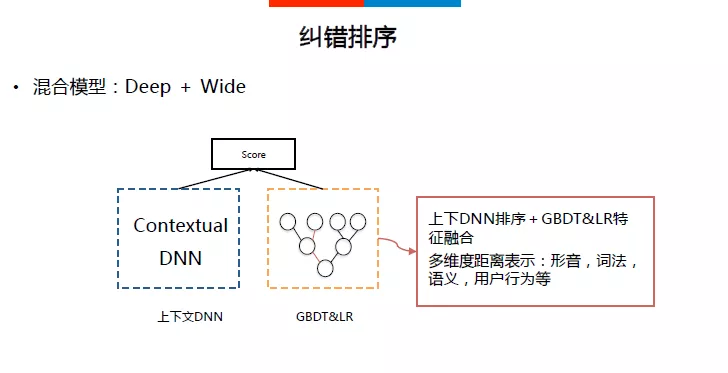 纠错排序
• 混合模型：Deep + Wide
Score
Contextual
DNN
上下DNN排序＋GBDT&LR特
征融合
多维度距离表示：形音，词法，
语义，用户行为等
上下文DNN
GBDT&LR